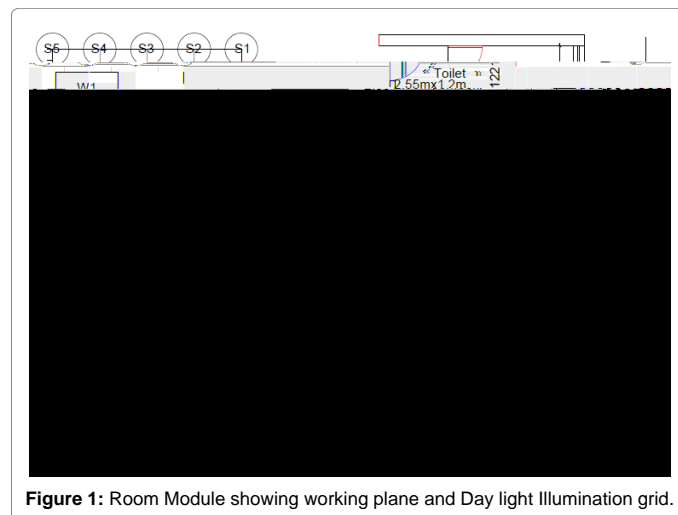 S5 S4 S3 S2 S1
Toilet
2.55mx1.2m
1221
W1
Figure 1: Room Module showing working plane and Day light Illumination grid.